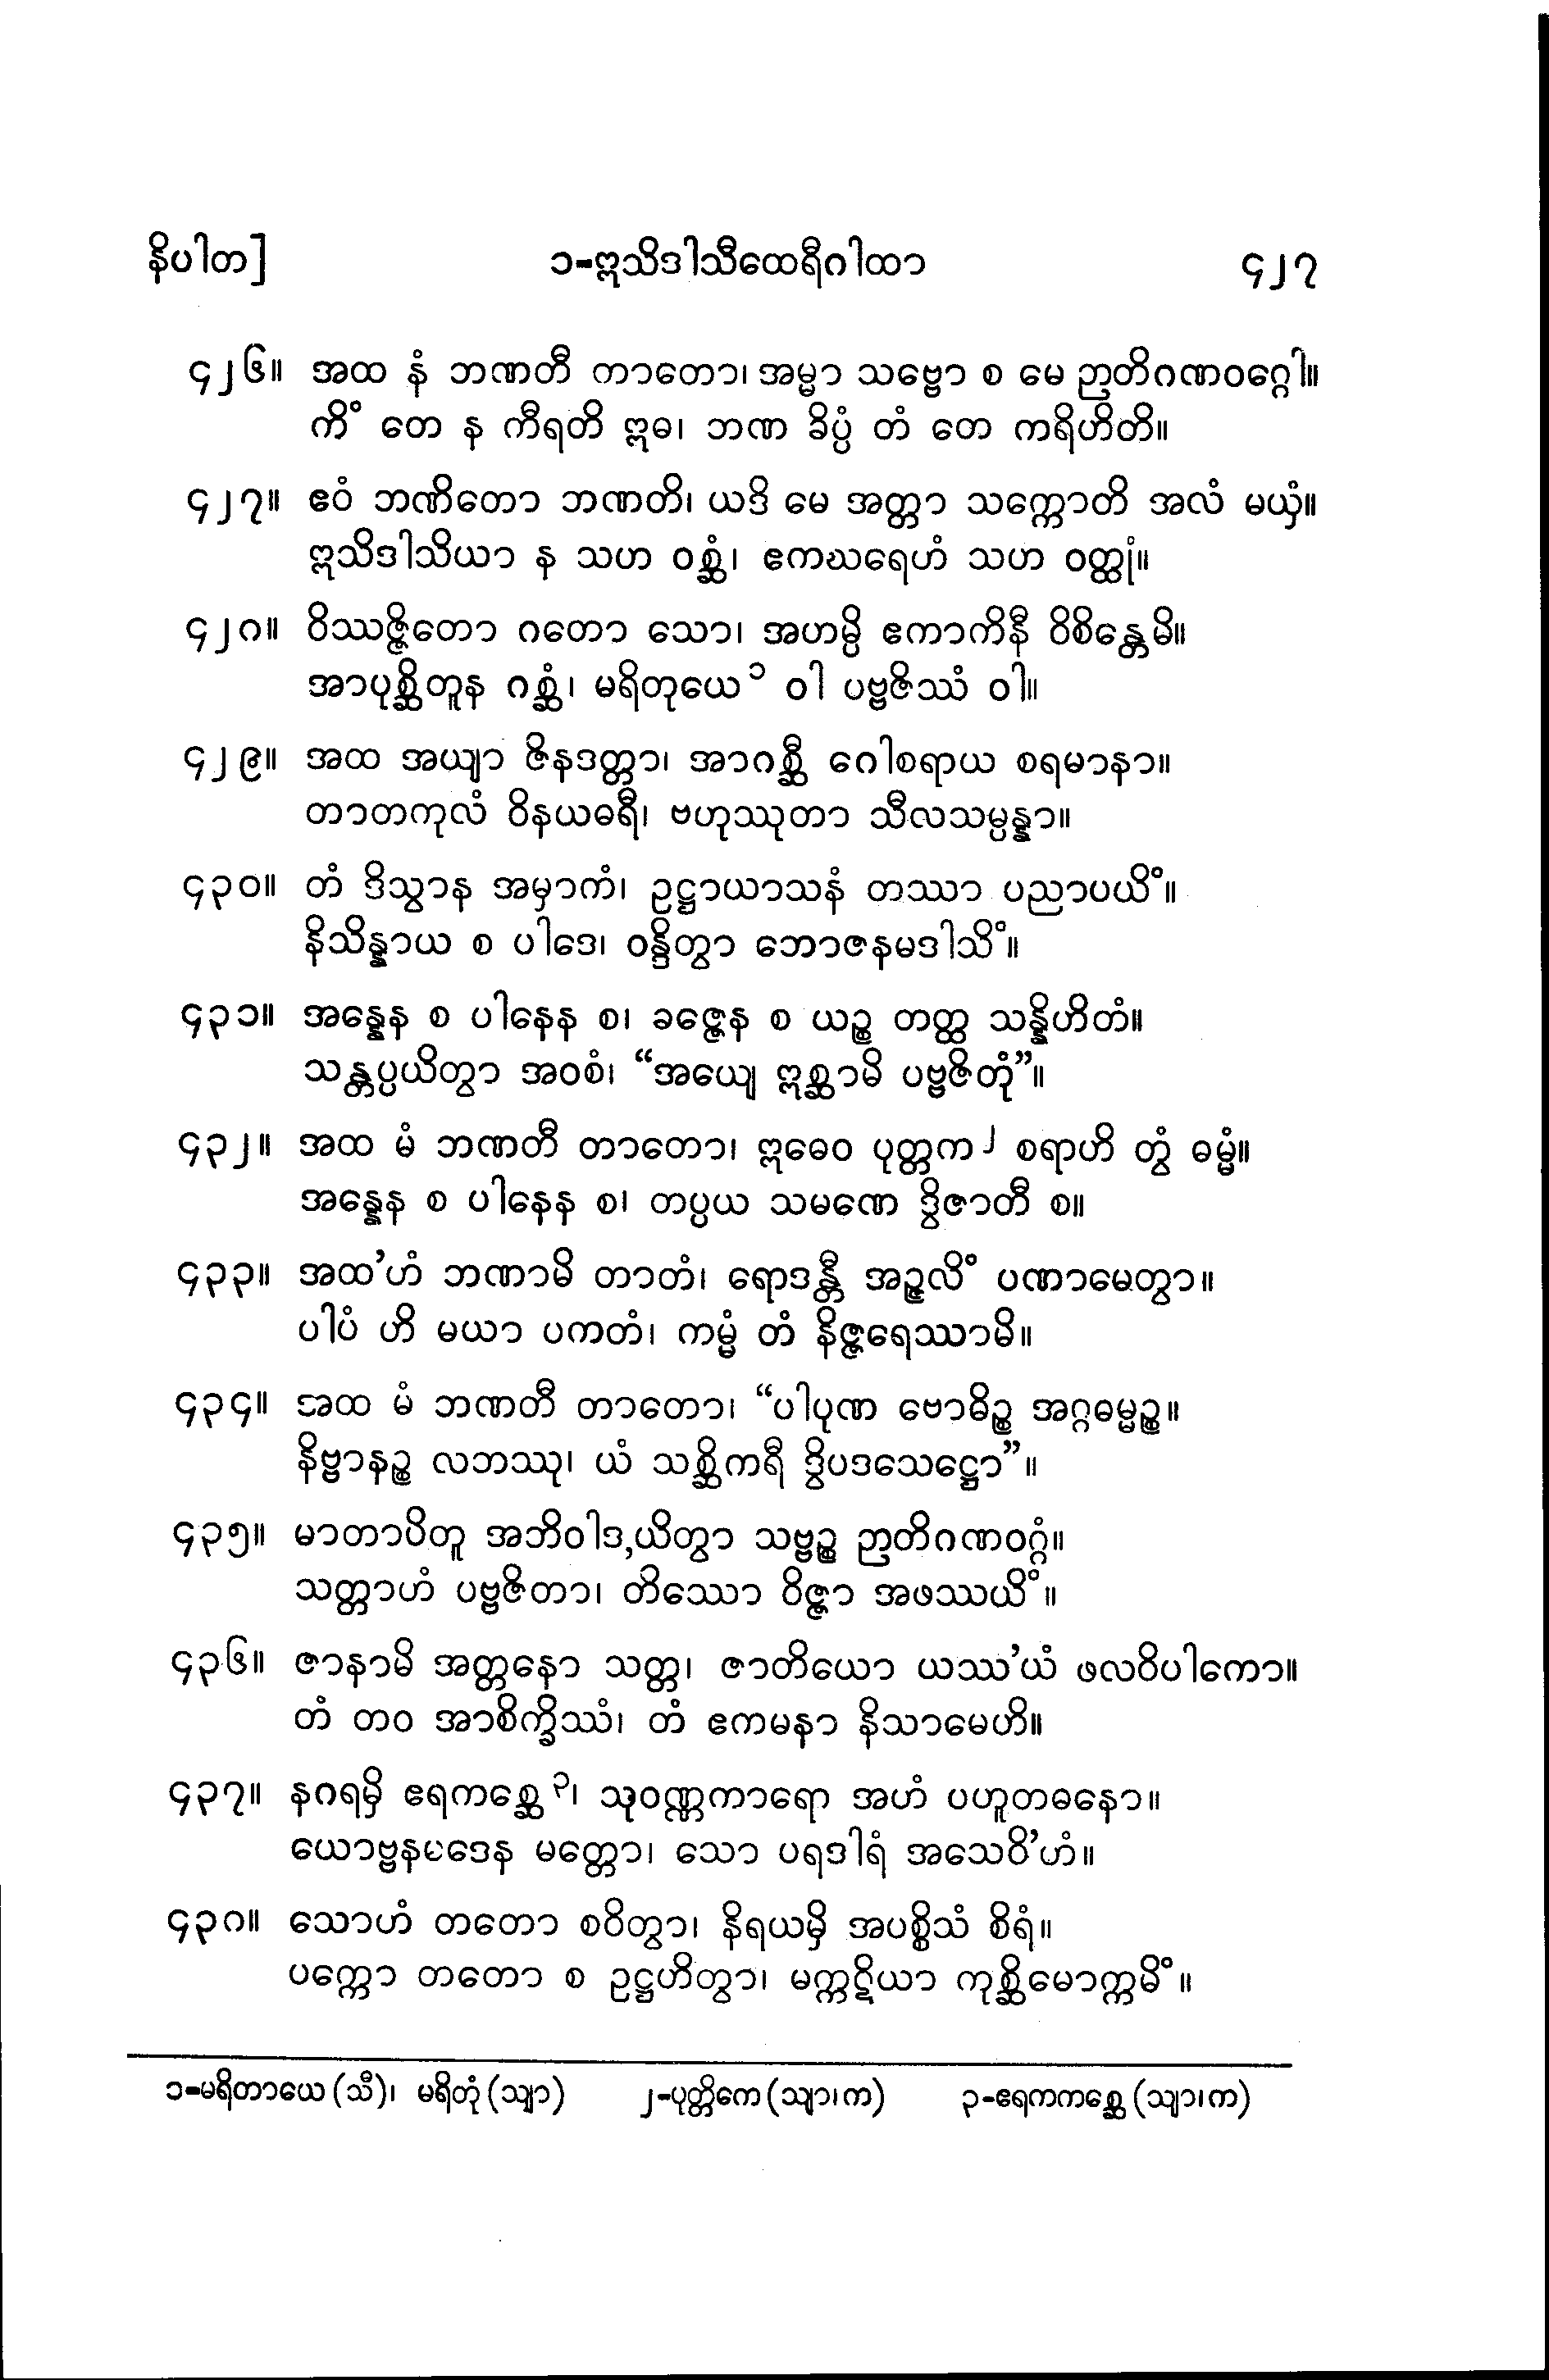 နိပါတ]
၁-ဣသိဒါသီထေရီဂါထာ
၄၂၇
၄၂၆။ အထ နံ ဘဏတီ ကာတော၊ အမ္မာ သဗ္ဗော စ မေ ဉာတိဂဏဝဂ္ဂေါ။
ကိံ တေ န ကီရတိ ဣဓ၊ ဘဏ ခိပ္ပံ တံ တေ ကရိဟိတိ။
၄၂၇။ ဧဝံ ဘဏိတော ဘဏတိ၊ ယဒိ မေ အတ္တာ သက္ကောတိ အလံ မယှံ။
ဣသိဒါသိယာ န သဟ ဝစ္ဆံ၊ ဧကဃရေဟံ သဟ ဝတ္ထုံ။
၄၂၈။ ဝိဿဇ္ဇိတော ဂတော သော၊ အဟမ္ပိ ဧကာကိနီ ဝိစိန္တေမိ။
အာပုစ္ဆိတူန ဂစ္ဆံ၊ မရိတုယေ ၁ ဝါ ပဗ္ဗဇိဿံ ဝါ။
၄၂၉။ အထ အယျာ ဇိနဒတ္တာ၊ အာဂစ္ဆီ ဂေါစရာယ စရမာနာ။
တာတကုလံ ဝိနယဓရီ၊ ဗဟုဿုတာ သီလသမ္ပန္နာ။
၄၃၀။ တံ ဒိသွာန အမှာကံ၊ ဥဋ္ဌာယာသနံ တဿာ ပညာပယိံ။
နိသိန္နာယ စ ပါဒေ၊ ဝန္ဒိတွာ ဘောဇနမဒါသိံ။
၄၃၁။ အန္နေန စ ပါနေန စ၊ ခဇ္ဇေန စ ယဉ္စ တတ္ထ သန္နိဟိတံ။
သန္တပ္ပယိတွာ အဝစံ၊ “အယျေ ဣစ္ဆာမိ ပဗ္ဗဇိတုံ”။
၄၃၂။ အထ မံ ဘဏတီ တာတော၊ ဣဓေဝ ပုတ္တက ၂ စရာဟိ တွံ ဓမ္မံ။
အန္နေန စ ပါနေန စ၊ တပ္ပယ သမဏေ ဒွိဇာတီ စ။
၄၃၃။ အထ’ဟံ ဘဏာမိ တာတံ၊ ရောဒန္တီ အဉ္ဇလိံ ပဏာမေတွာ။
ပါပံ ဟိ မယာ ပကတံ၊ ကမ္မံ တံ နိဇ္ဇရေဿာမိ။
၄၃၄။ အထ မံ ဘဏတီ တာတော၊ “ပါပုဏ ဗောဓိဉ္စ အဂ္ဂဓမ္မဉ္စ။
နိဗ္ဗာနဉ္စ လဘဿု၊ ယံ သစ္ဆိကရီ ဒွိပဒသေဋ္ဌော”။
၄၃၅။ မာတာပိတူ အဘိဝါဒ,ယိတွာ သဗ္ဗဉ္စ ဉာတိဂဏဝဂ္ဂံ။
သတ္တာဟံ ပဗ္ဗဇိတာ၊ တိဿော ဝိဇ္ဇာ အဖဿယိံ။
၄၃၆။ ဇာနာမိ အတ္တနော သတ္တ၊ ဇာတိယော ယဿ’ယံ ဖလဝိပါကော။
တံ တဝ အာစိက္ခိဿံ၊ တံ ဧကမနာ နိသာမေဟိ။
၄၃၇။ နဂရမှိ ဧရကစ္ဆေ ၃၊ သုဝဏ္ဏကာရော အဟံ ပဟူတဓနော။
ယောဗ္ဗနမဒေန မတ္တော၊ သော ပရဒါရံ အသေဝိ’ဟံ။
၄၃၈။ သောဟံ တတော စဝိတွာ၊ နိရယမှိ အပစ္စိသံ စိရံ။
ပက္ကော တတော စ ဥဋ္ဌဟိတွာ၊ မက္ကဋိယာ ကုစ္ဆိမောက္ကမိံ။
၁-မရိတာယေ (သီ)၊ မရိတုံ (သျာ) ၂-ပုတ္တိကေ (သျာ၊က) ၃-ဧရကကစ္ဆေ (သျာ၊က)